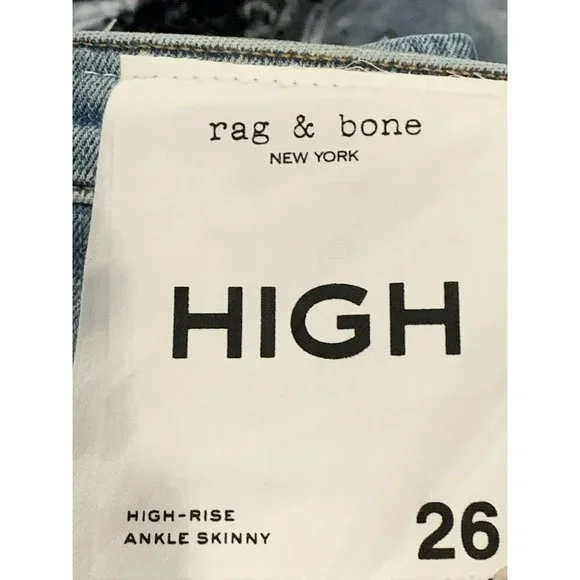 rag & bone
NEW YORK
HIGH
HIGH-RISE
ANKLE SKINNY
26